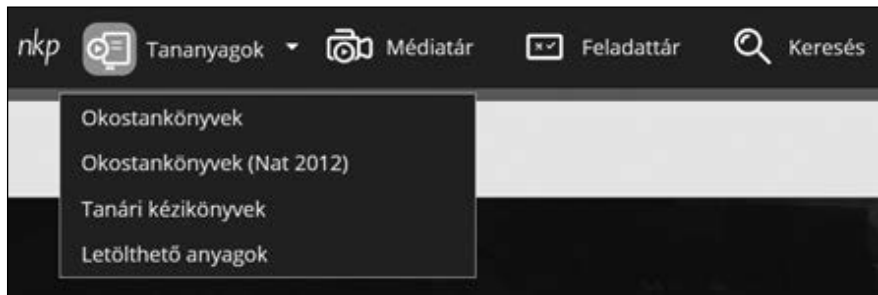 nkp Tananyagok Médiatár Feladattár Keresés
Okostankönyvek
Okostankönyvek (Nat 2012)
Tanári kézikönyvek
Letölthető anyagok